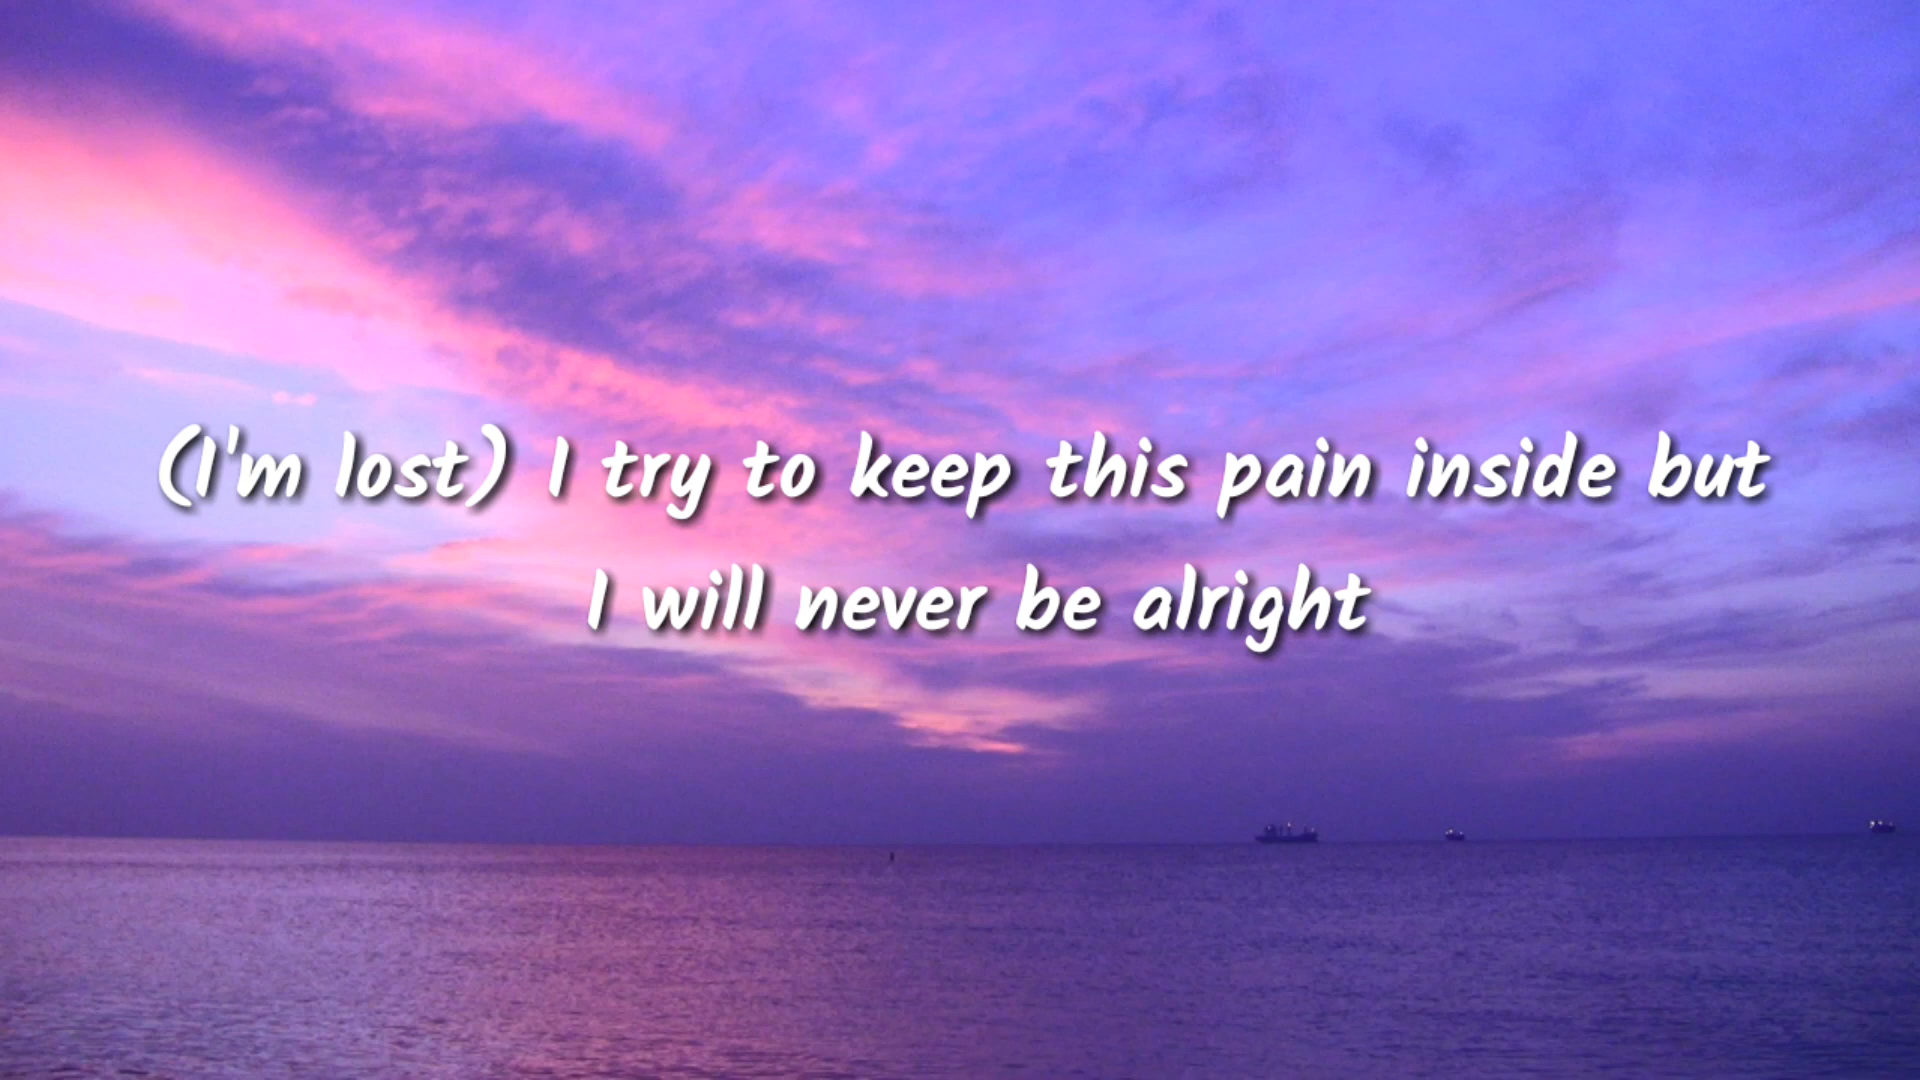 (I'm lost) I try to keep this pain inside but
I will never be alright